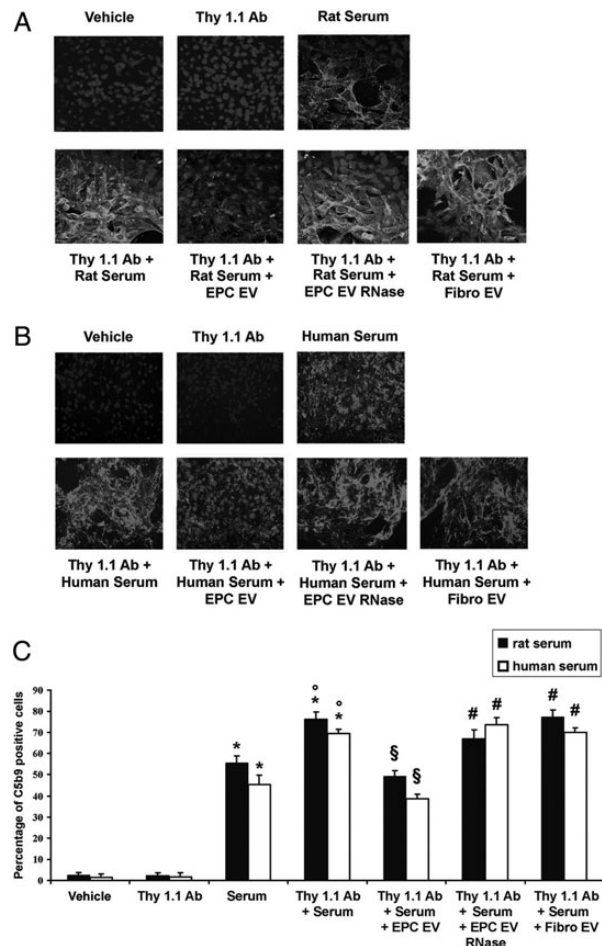 A
Vehicle
Thy 1.1 Ab
Rat Serum
Thy 1.1 Ab +
Rat Serum
Thy 1.1 Ab +
Rat Serum +
EPC EV
Thy 1.1 Ab +
Rat Serum +
EPC EV RNase
Thy 1.1 Ab +
Rat Serum +
Fibro EV
B
Vehicle
Thy 1.1 Ab
Human Serum
Thy 1.1 Ab +
Human Serum
Thy 1.1 Ab +
Human Serum +
EPC EV
Thy 1.1 Ab +
Human Serum +
EPC EV RNase
Thy 1.1 Ab +
Human Serum +
Fibro EV
C
rat serum
human serum
Percentage of C5b9 positive cells
90
80
70
60
50
40
30
20
10
0
*
*
°
*
°
*
§
§
#
#
#
#
Vehicle
Thy 1.1 Ab
Serum
Thy 1.1 Ab
+ Serum
Thy 1.1 Ab
+ Serum
+ EPC EV
Thy 1.1 Ab
+ Serum
+ EPC EV
RNase
Thy 1.1 Ab
+ Serum
+ Fibro EV